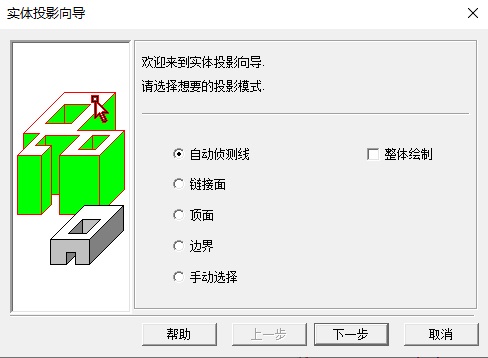 实体投影向导
欢迎来到实体投影向导.
请选择想要的投影模式.
自动侦测线
整体绘制
链接面
顶面
边界
手动选择
帮助
上一步
下一步
取消